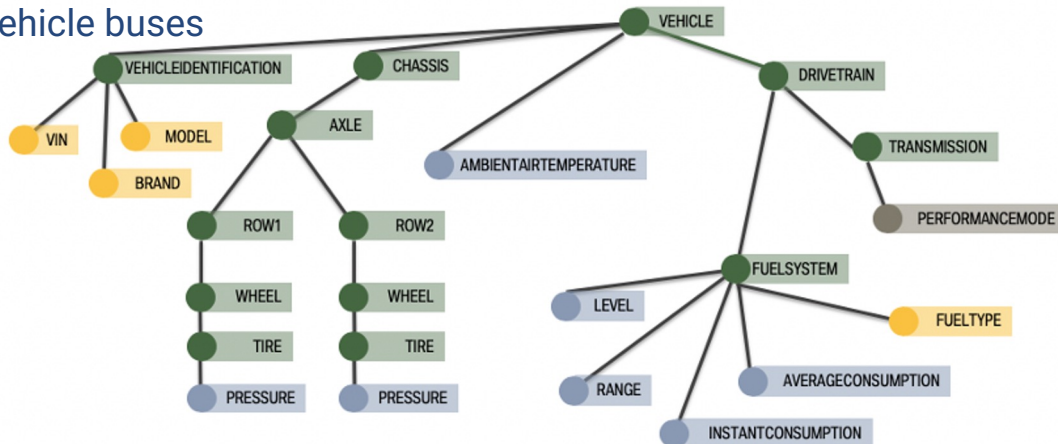 ehicle buses
VEHICLE
VEHICLEIDENTIFICATION
CHASSIS
DRIVETRAIN
VIN
MODEL
AXLE
BRAND
AMBIENTAIRTEMPERATURE
TRANSMISSION
ROW1
ROW2
PERFORMANCEMODE
WHEEL
WHEEL
FUELSYSTEM
LEVEL
FUELTYPE
TIRE
TIRE
PRESSURE
PRESSURE
RANGE
AVERAGECONSUMPTION
INSTANTCONSUMPTION